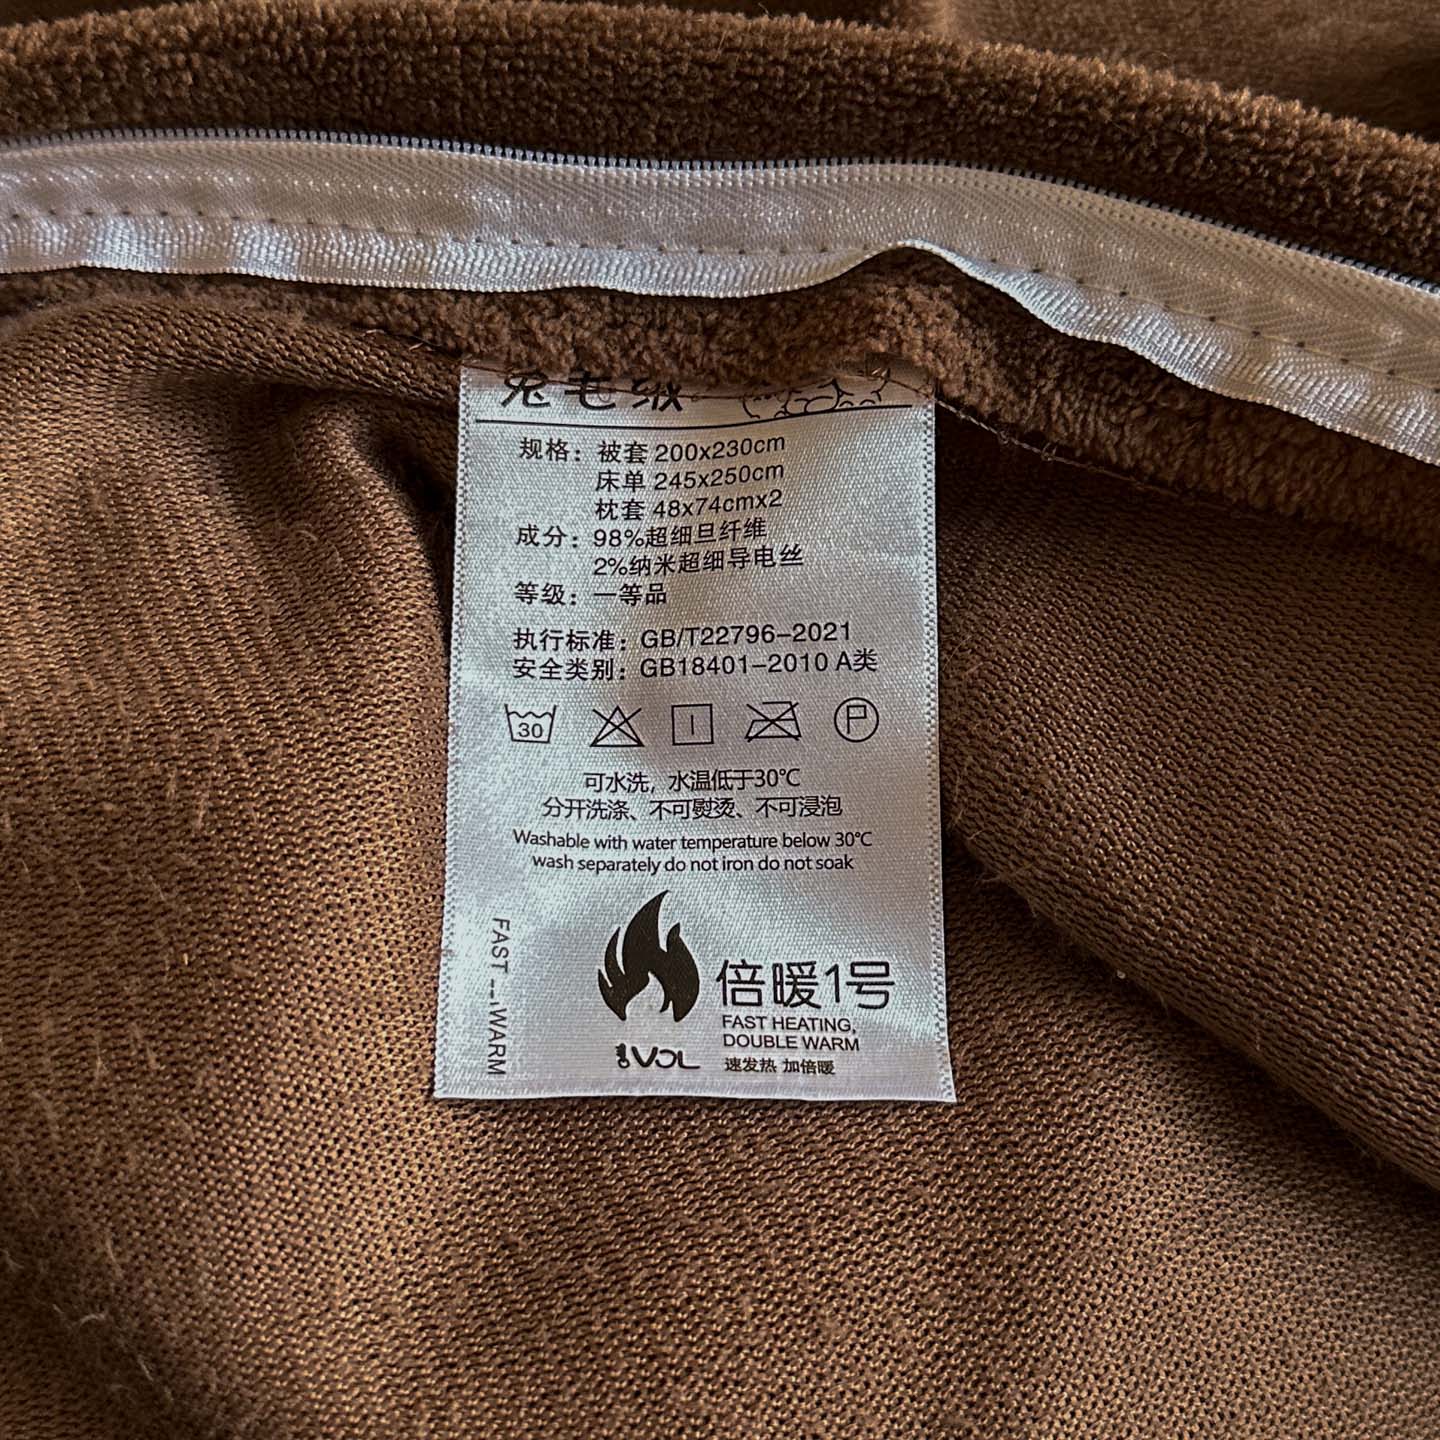 兔毛绒
规格：被套 200x230cm
床单 245x250cm
枕套 48x74cmx2
成分：98%超细旦纤维
2%纳米超细导电丝
等级：一等品
执行标准：GB/T22796-2021
安全类别：GB18401-2010 A类
30
P
可水洗，水温低于30℃
分开洗涤、不可熨烫、不可浸泡
Washable with water temperature below 30℃
wash separately do not iron do not soak
FAST --.WARM
倍暖1号
FAST HEATING,
DOUBLE WARM
VOL
速发热 加倍暖